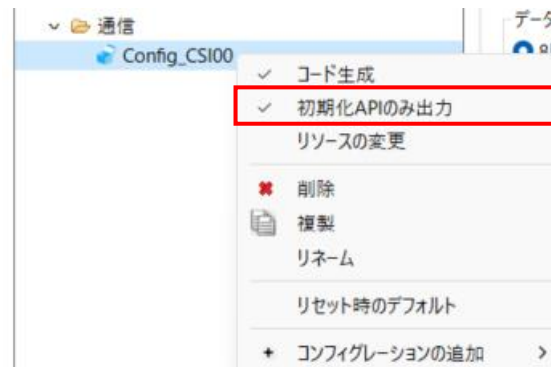 通信
Config_CSI00
データ
コード生成
初期化APIのみ出力
リソースの変更
削除
複製
リネーム
リセット時のデフォルト
コンフィグレーションの追加